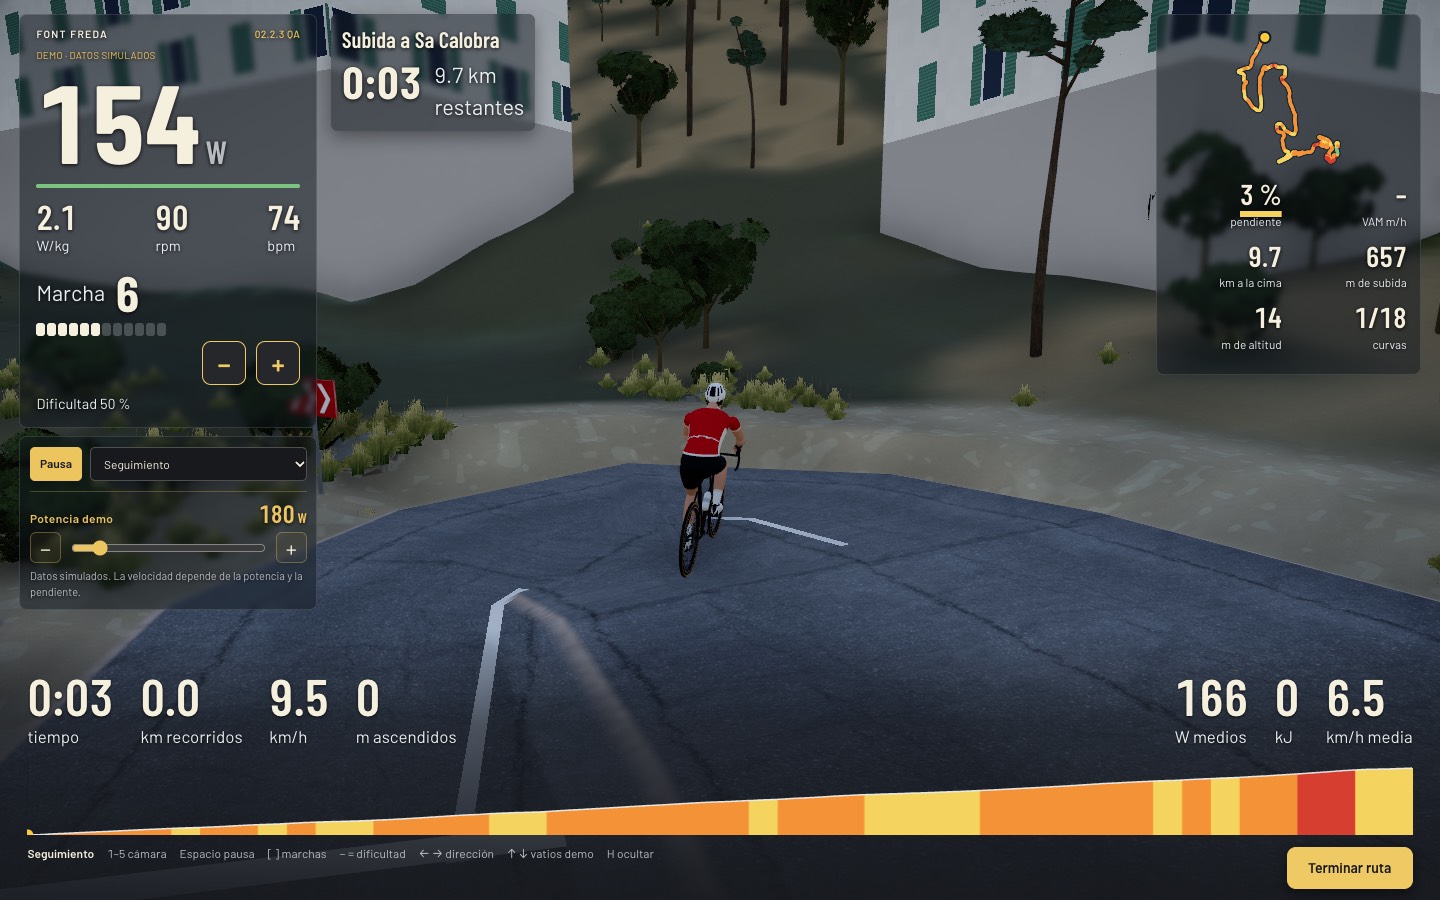 FONT FREDA
02.2.3 QA
DEMO · DATOS SIMULADOS
154 W
2.1
90
74
W/kg
rpm
bpm
Marcha 6
−
+
Dificultad 50 %
Pausa
Seguimiento
Potencia demo
180 W
−
+
Datos simulados. La velocidad depende de la potencia y la
pendiente.
Subida a Sa Calobra
0:03
9.7 km
restantes
3 %
–
pendiente
VAM m/h
9.7
657
km a la cima
m de subida
14
1/18
m de altitud
curvas
0:03
0.0
9.5
0
tiempo
km recorridos
km/h
m ascendidos
166
0
6.5
W medios
kJ
km/h media
Seguimiento 1–5 cámara Espacio pausa [ ] marchas − = dificultad ← → dirección ↑ ↓ vatios demo H ocultar
Terminar ruta